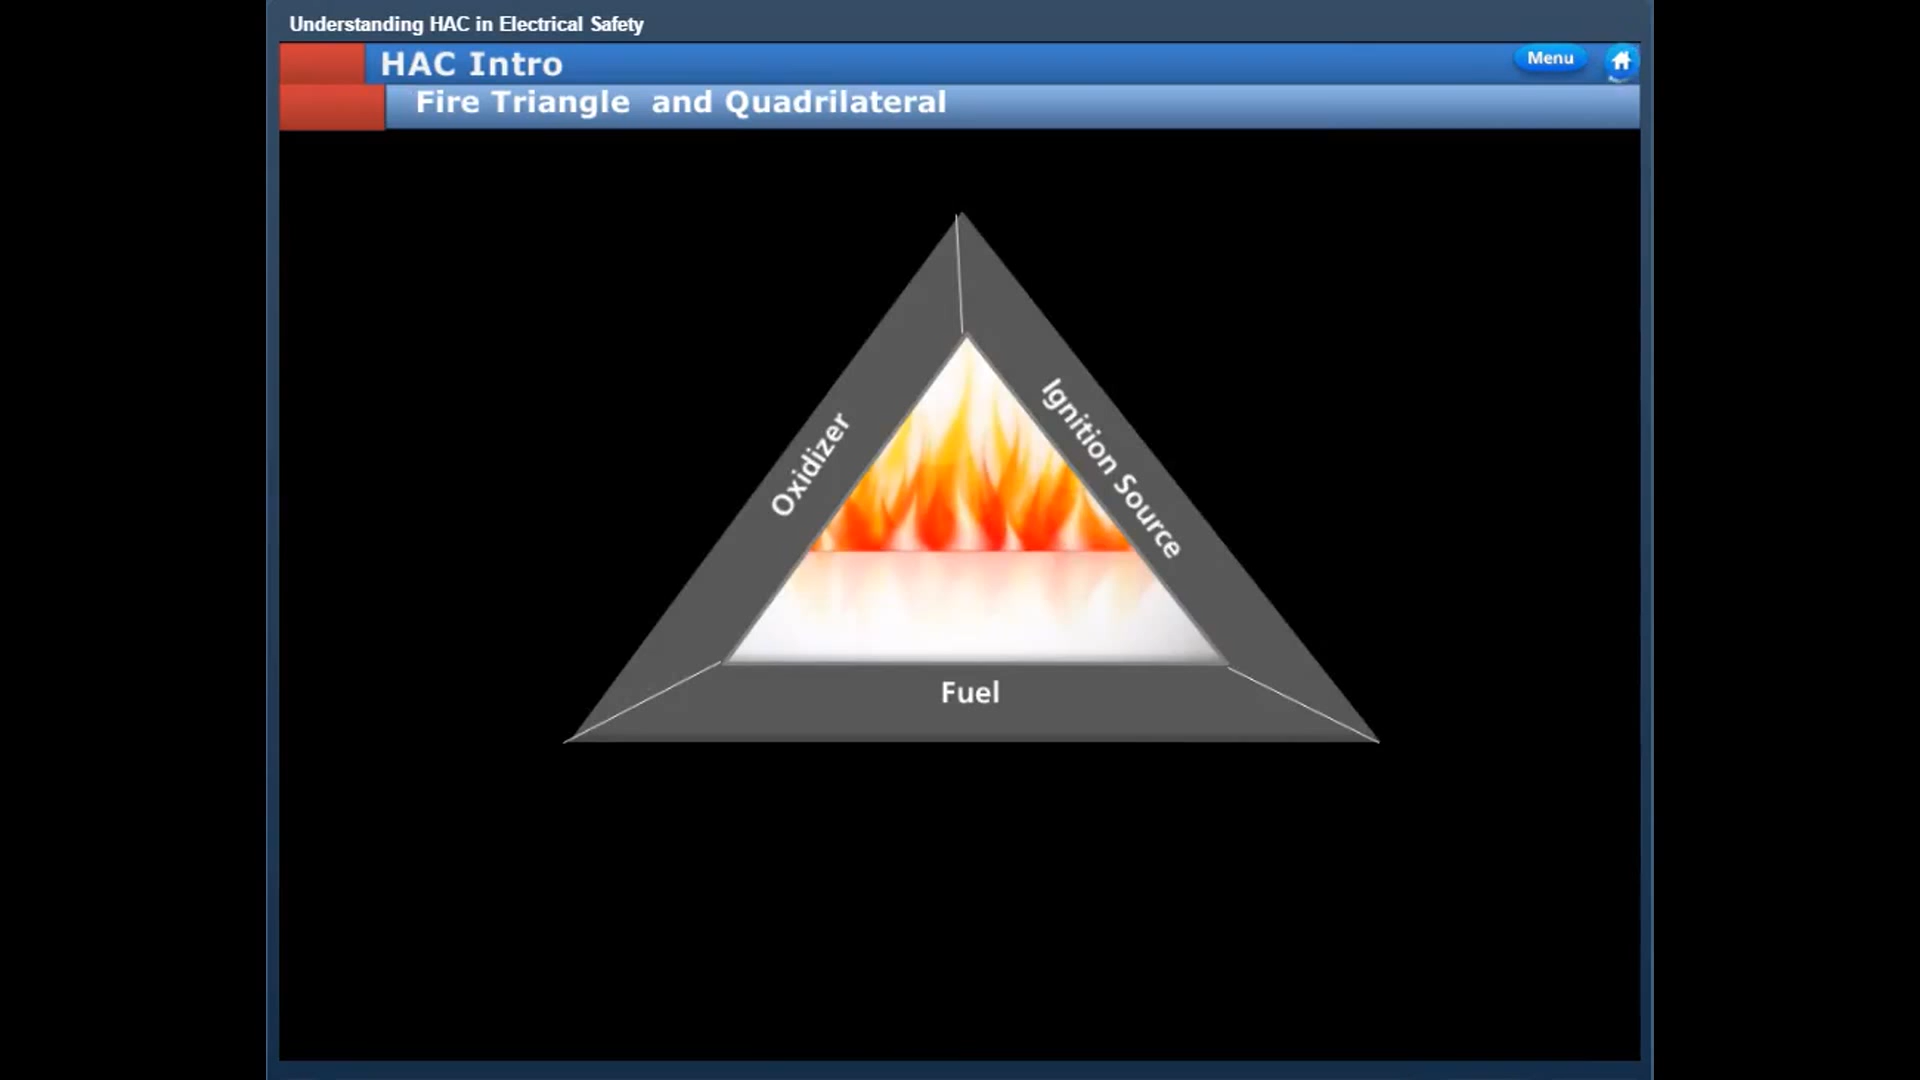 Understanding HAC in Electrical Safety
HAC Intro
Menu
Fire Triangle and Quadrilateral
Oxidizer
Ignition Source
Fuel